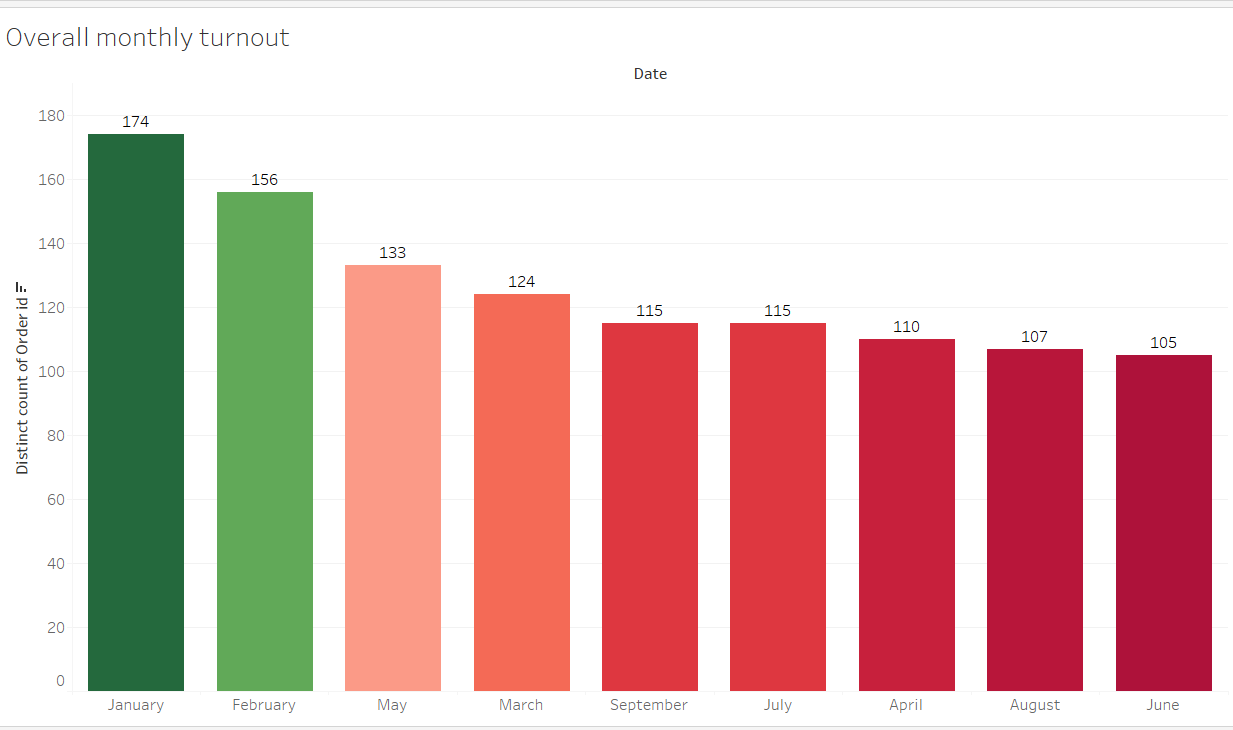 Overall monthly turnout
Date
Distinct count of Order id
180
160
140
120
100
80
60
40
20
0
174
156
133
124
115
115
110
107
105
January
February
May
March
September
July
April
August
June